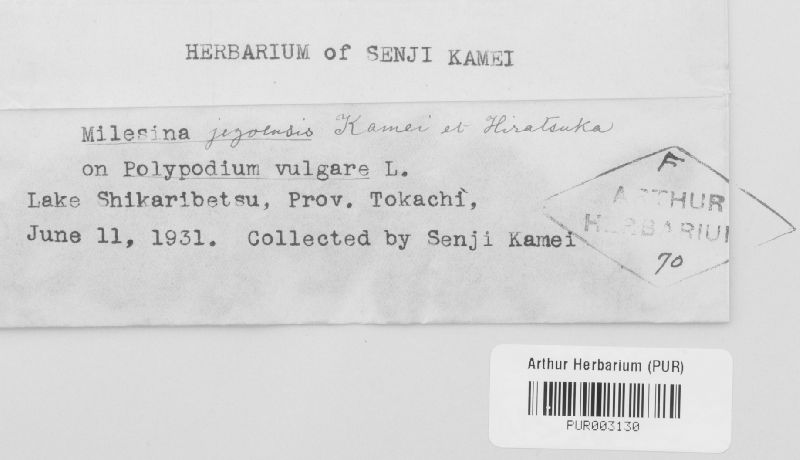 HERBARIUM of SENJI KAMEI
Milesina jezoensis Kamei et Hiratsuka
on Polypodium vulgare L.
Lake Shikaribetsu, Prov. Tokachi,
June 11, 1931. Collected by Senji Kamei
F
ARTHUR
HERBARIUM
70
Arthur Herbarium (PUR)
PUR003130